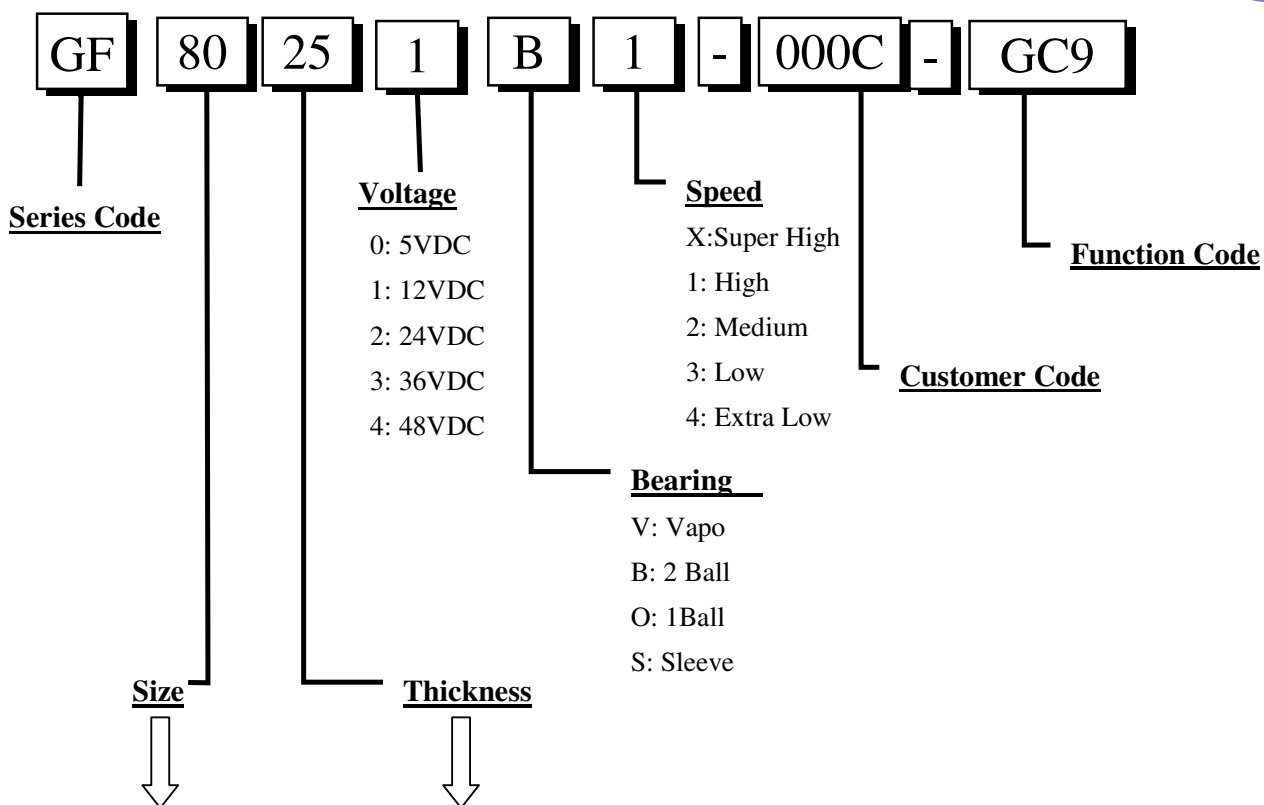 GF 80 25 1 B 1 - 000C - GC9
Series Code
Voltage
0: 5VDC
1: 12VDC
2: 24VDC
3: 36VDC
4: 48VDC
Speed
X:Super High
1: High
2: Medium
3: Low
4: Extra Low
Function Code
Customer Code
Bearing
V: Vapo
B: 2 Ball
O: 1Ball
S: Sleeve
Size
Thickness